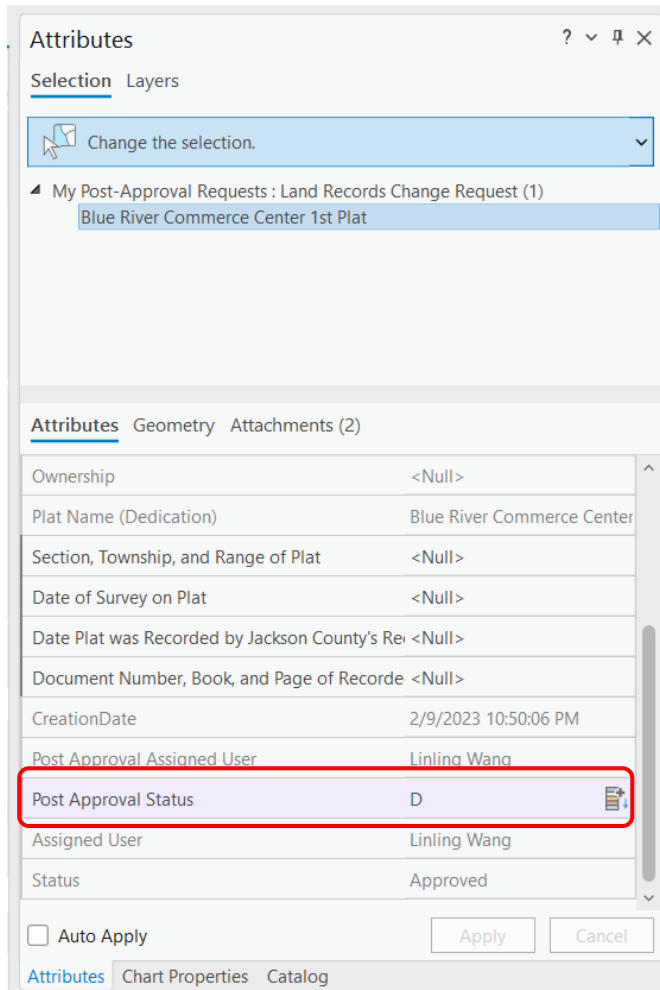 Attributes
?
Selection Layers
Change the selection.
My Post-Approval Requests : Land Records Change Request (1)
Blue River Commerce Center 1st Plat
Attributes Geometry Attachments (2)
Ownership <Null>
Plat Name (Dedication) Blue River Commerce Center
Section, Township, and Range of Plat <Null>
Date of Survey on Plat <Null>
Date Plat was Recorded by Jackson County's Re <Null>
Document Number, Book, and Page of Recorde <Null>
CreationDate 2/9/2023 10:50:06 PM
Post Approval Assigned User Linling Wang
Post Approval Status D
Assigned User Linling Wang
Status Approved
Auto Apply Apply Cancel
Attributes Chart Properties Catalog